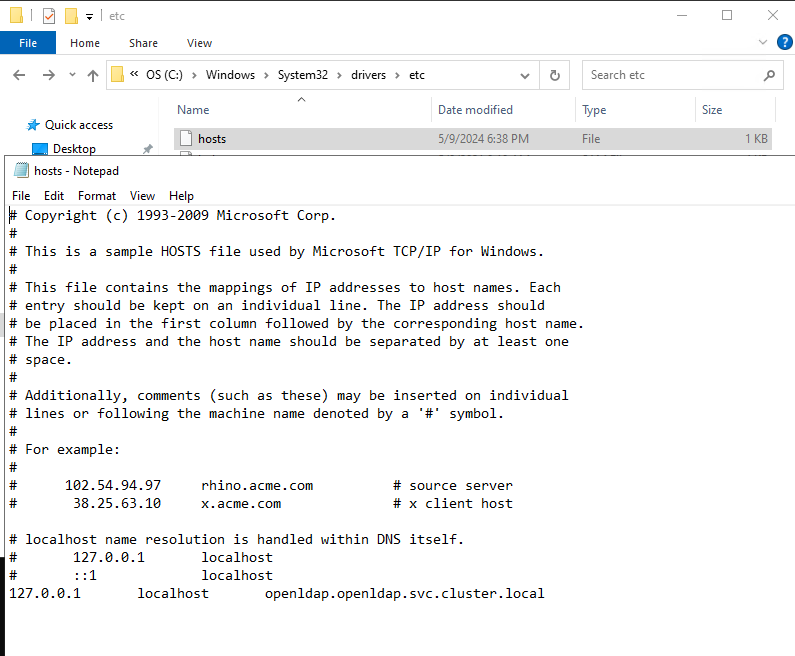 etc
File Home Share View
« OS (C:) > Windows > System32 > drivers > etc
Search etc
Name Date modified Type Size
Quick access
hosts 5/9/2024 6:38 PM File 1 KB
Desktop
hosts - Notepad
File Edit Format View Help
# Copyright (c) 1993-2009 Microsoft Corp.
#
# This is a sample HOSTS file used by Microsoft TCP/IP for Windows.
#
# This file contains the mappings of IP addresses to host names. Each
# entry should be kept on an individual line. The IP address should
# be placed in the first column followed by the corresponding host name.
# The IP address and the host name should be separated by at least one
# space.
#
# Additionally, comments (such as these) may be inserted on individual
# lines or following the machine name denoted by a '#' symbol.
#
# For example:
#
#      102.54.94.97     rhino.acme.com          # source server
#       38.25.63.10     x.acme.com              # x client host

# localhost name resolution is handled within DNS itself.
#       127.0.0.1       localhost
#       ::1             localhost
127.0.0.1       localhost       openldap.openldap.svc.cluster.local